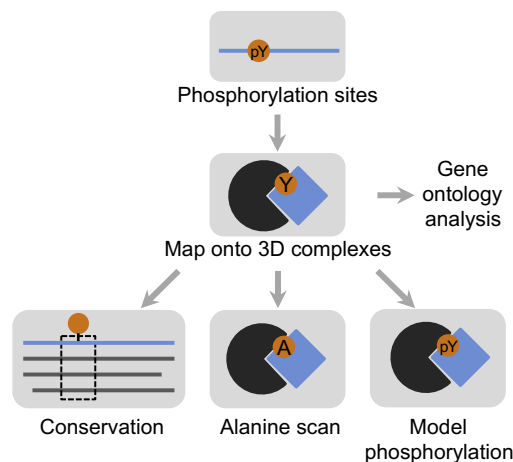 pY
Phosphorylation sites
Y
Gene
ontology
analysis
Map onto 3D complexes
A
pY
Conservation
Alanine scan
Model
phosphorylation